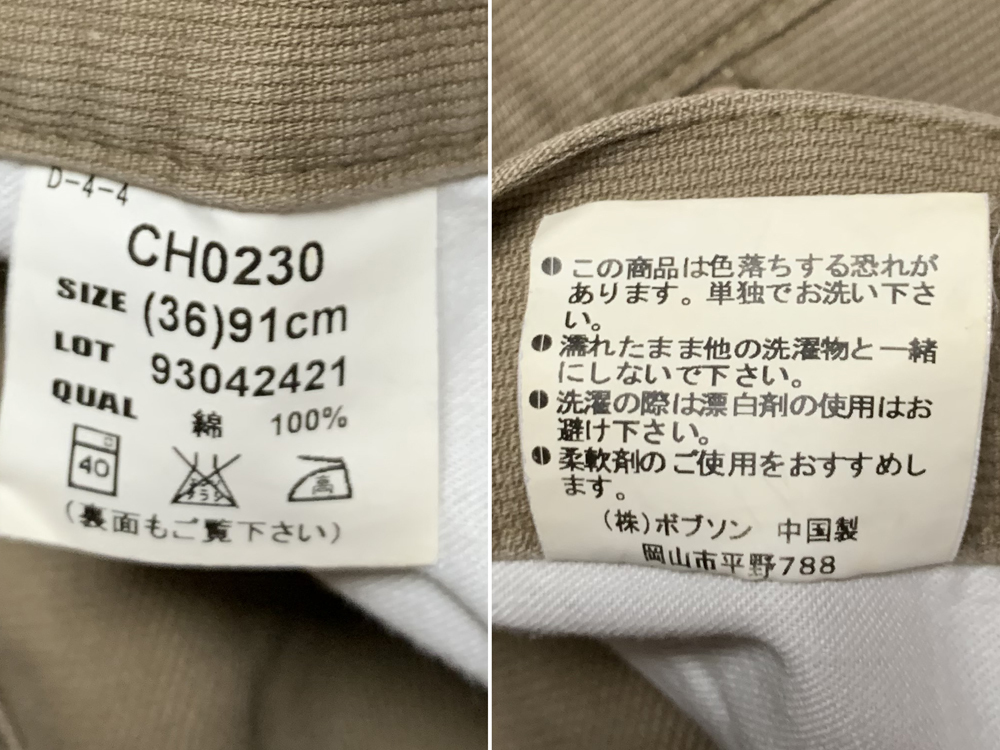 D-4-4
CH0230
SIZE (36)91cm
LOT 93042421
QUAL 綿 100%
40 エンソ サラシ 高
(裏面もご覧下さい)
● この商品は色落ちする恐れが
あります。単独でお洗い下さ
い。
● 濡れたまま他の洗濯物と一緒
にしないで下さい。
● 洗濯の際は漂白剤の使用はお
避け下さい。
● 柔軟剤のご使用をおすすめし
ます。
(株)ボブソン 中国製
岡山市平野788